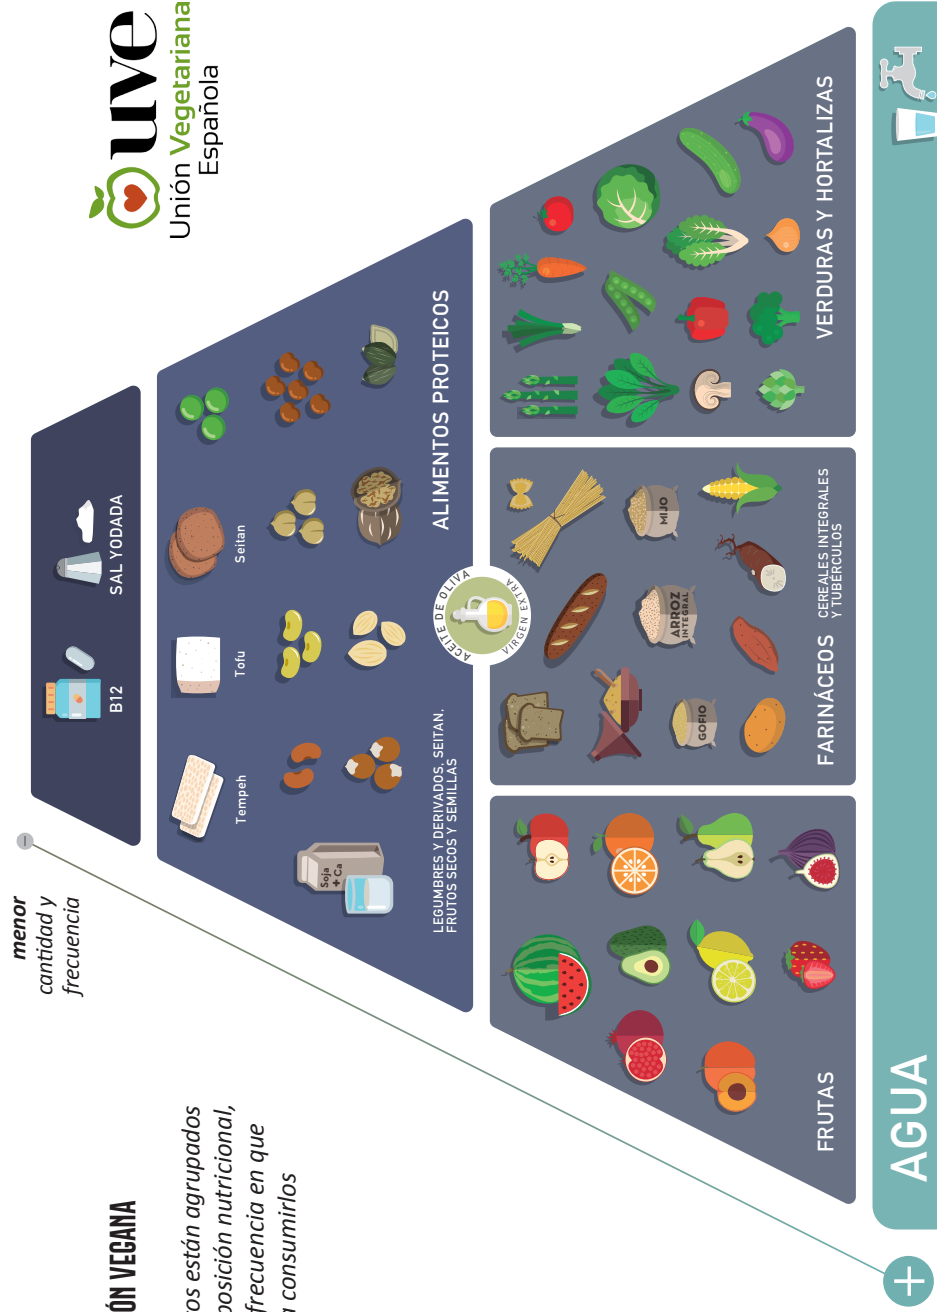 ÓN VEGANA
os están agrupados
posición nutricional,
frecuencia en que
a consumirlos
menor
cantidad y
frecuencia
–
uve
Unión Vegetariana
Española
B12
SAL YODADA
Tempeh
Tofu
Seitan
Soja
+ Ca
LEGUMBRES Y DERIVADOS, SEITAN,
FRUTOS SECOS Y SEMILLAS
ALIMENTOS PROTEICOS
ACEITE DE OLIVA
VIRGEN EXTRA
FRUTAS
GOFIO
ARROZ
INTEGRAL
MIJO
FARINÁCEOS
CEREALES INTEGRALES
Y TUBÉRCULOS
VERDURAS Y HORTALIZAS
+
AGUA